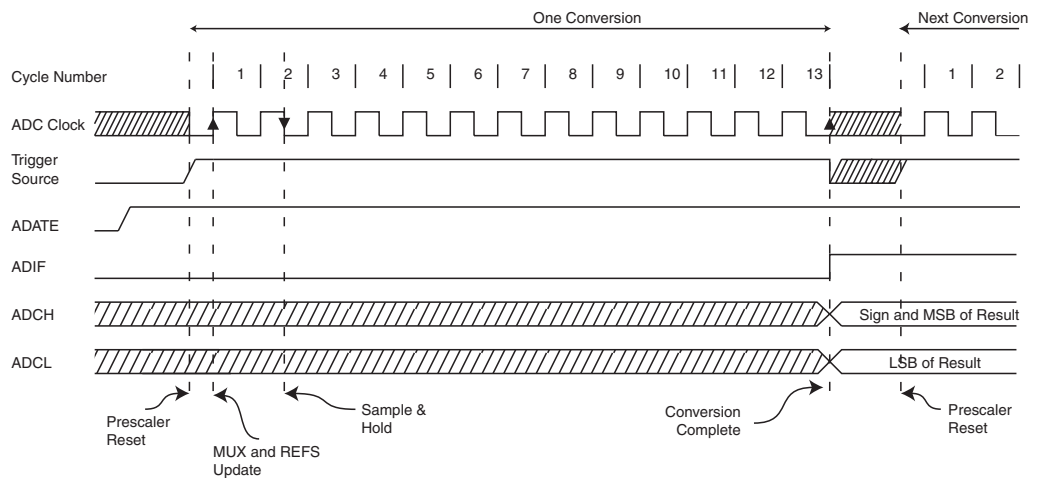 One Conversion
Next Conversion
Cycle Number
1 2 3 4 5 6 7 8 9 10 11 12 13 1 2
ADC Clock
Trigger
Source
ADATE
ADIF
ADCH
Sign and MSB of Result
ADCL
LSB of Result
Prescaler
Reset
MUX and REFS
Update
Sample &
Hold
Conversion
Complete
Prescaler
Reset